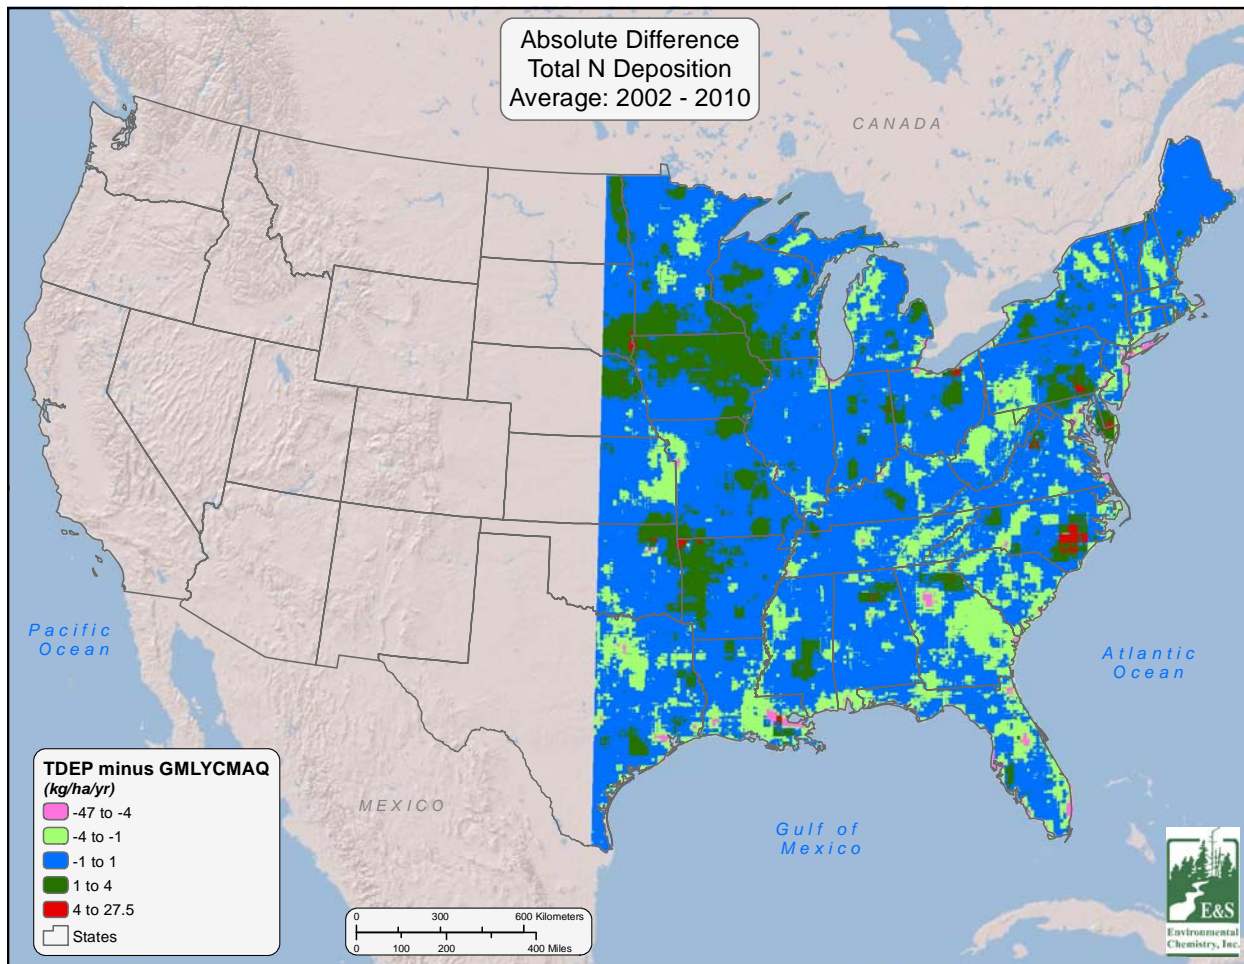 Absolute Difference
Total N Deposition
Average: 2002 - 2010
CANADA
Pacific
Ocean
Atlantic
Ocean
MEXICO
Gulf of
Mexico
TDEP minus GMLYCMAQ
(kg/ha/yr)
-47 to -4
-4 to -1
-1 to 1
1 to 4
4 to 27.5
States
0 300 600 Kilometers
0 100 200 400 Miles
E&S
Environmental
Chemistry, Inc.